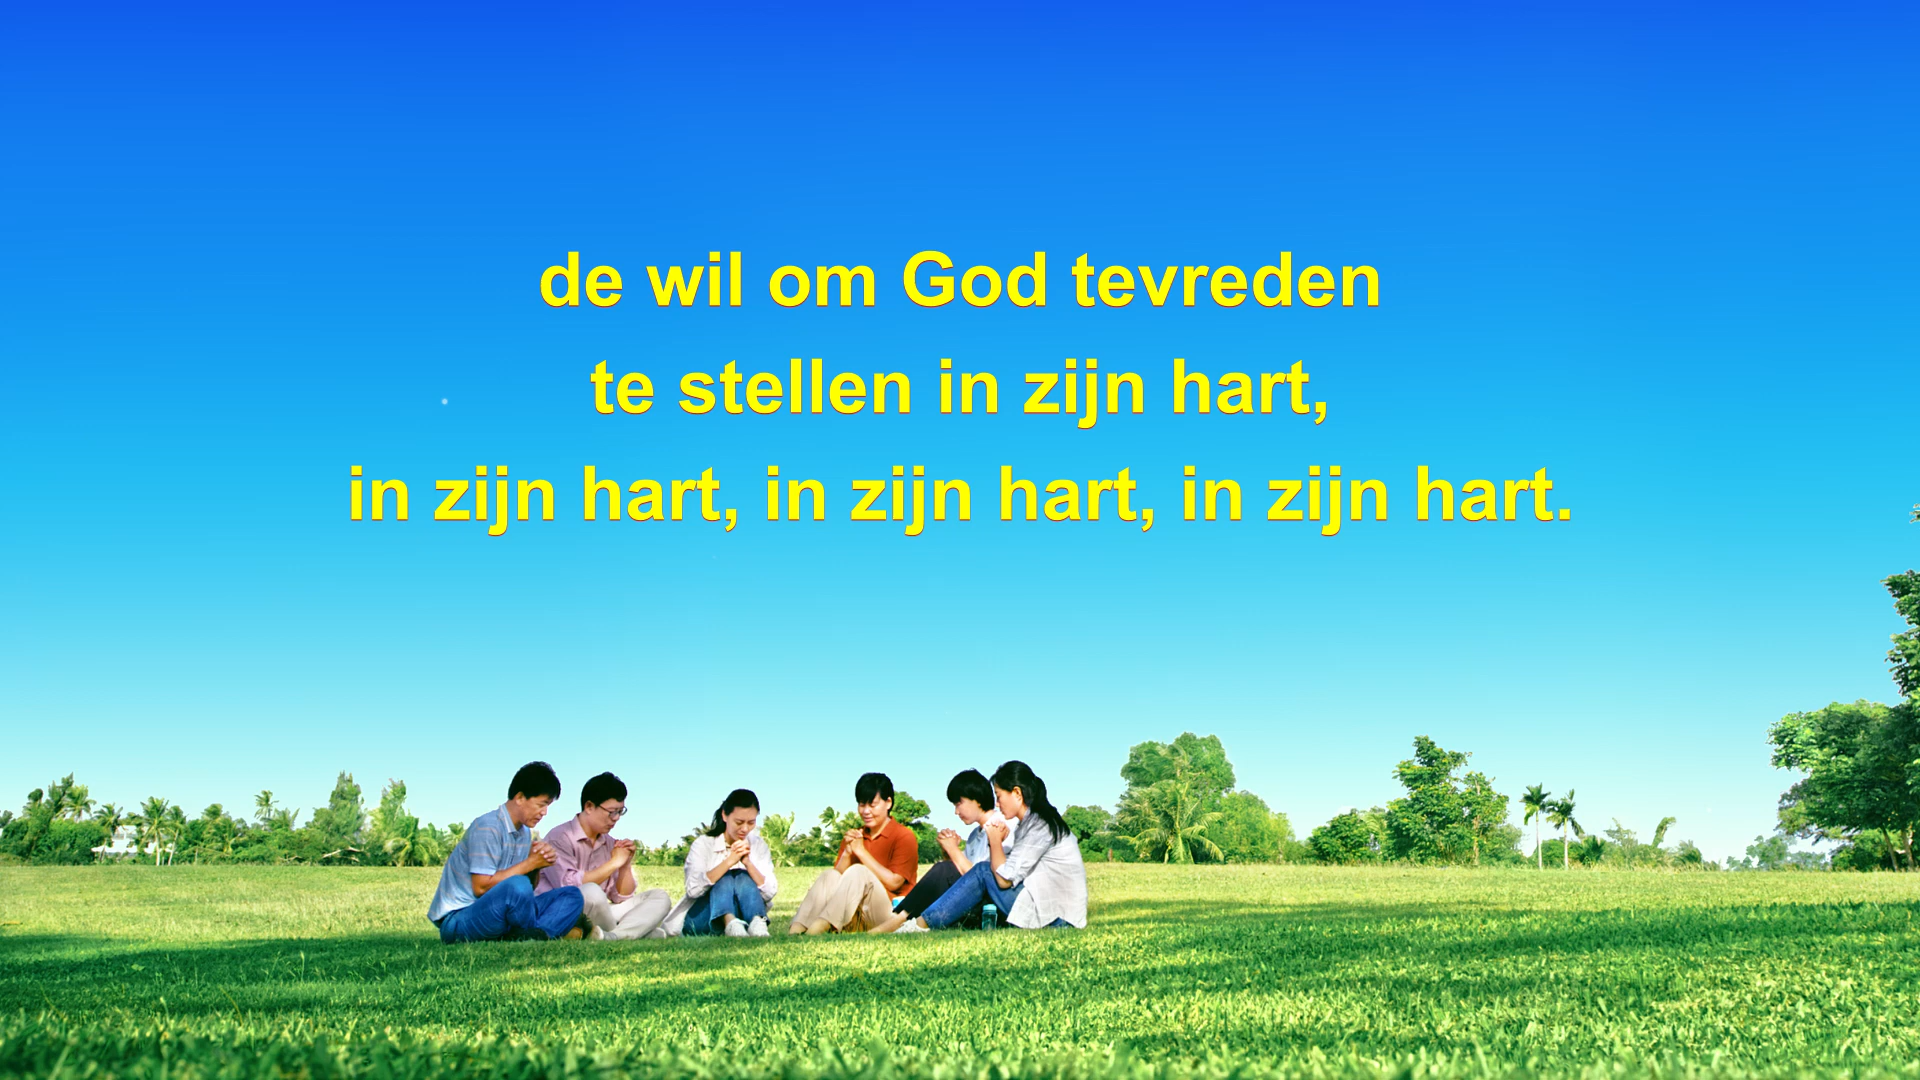 de wil om God tevreden
te stellen in zijn hart,
in zijn hart, in zijn hart, in zijn hart.